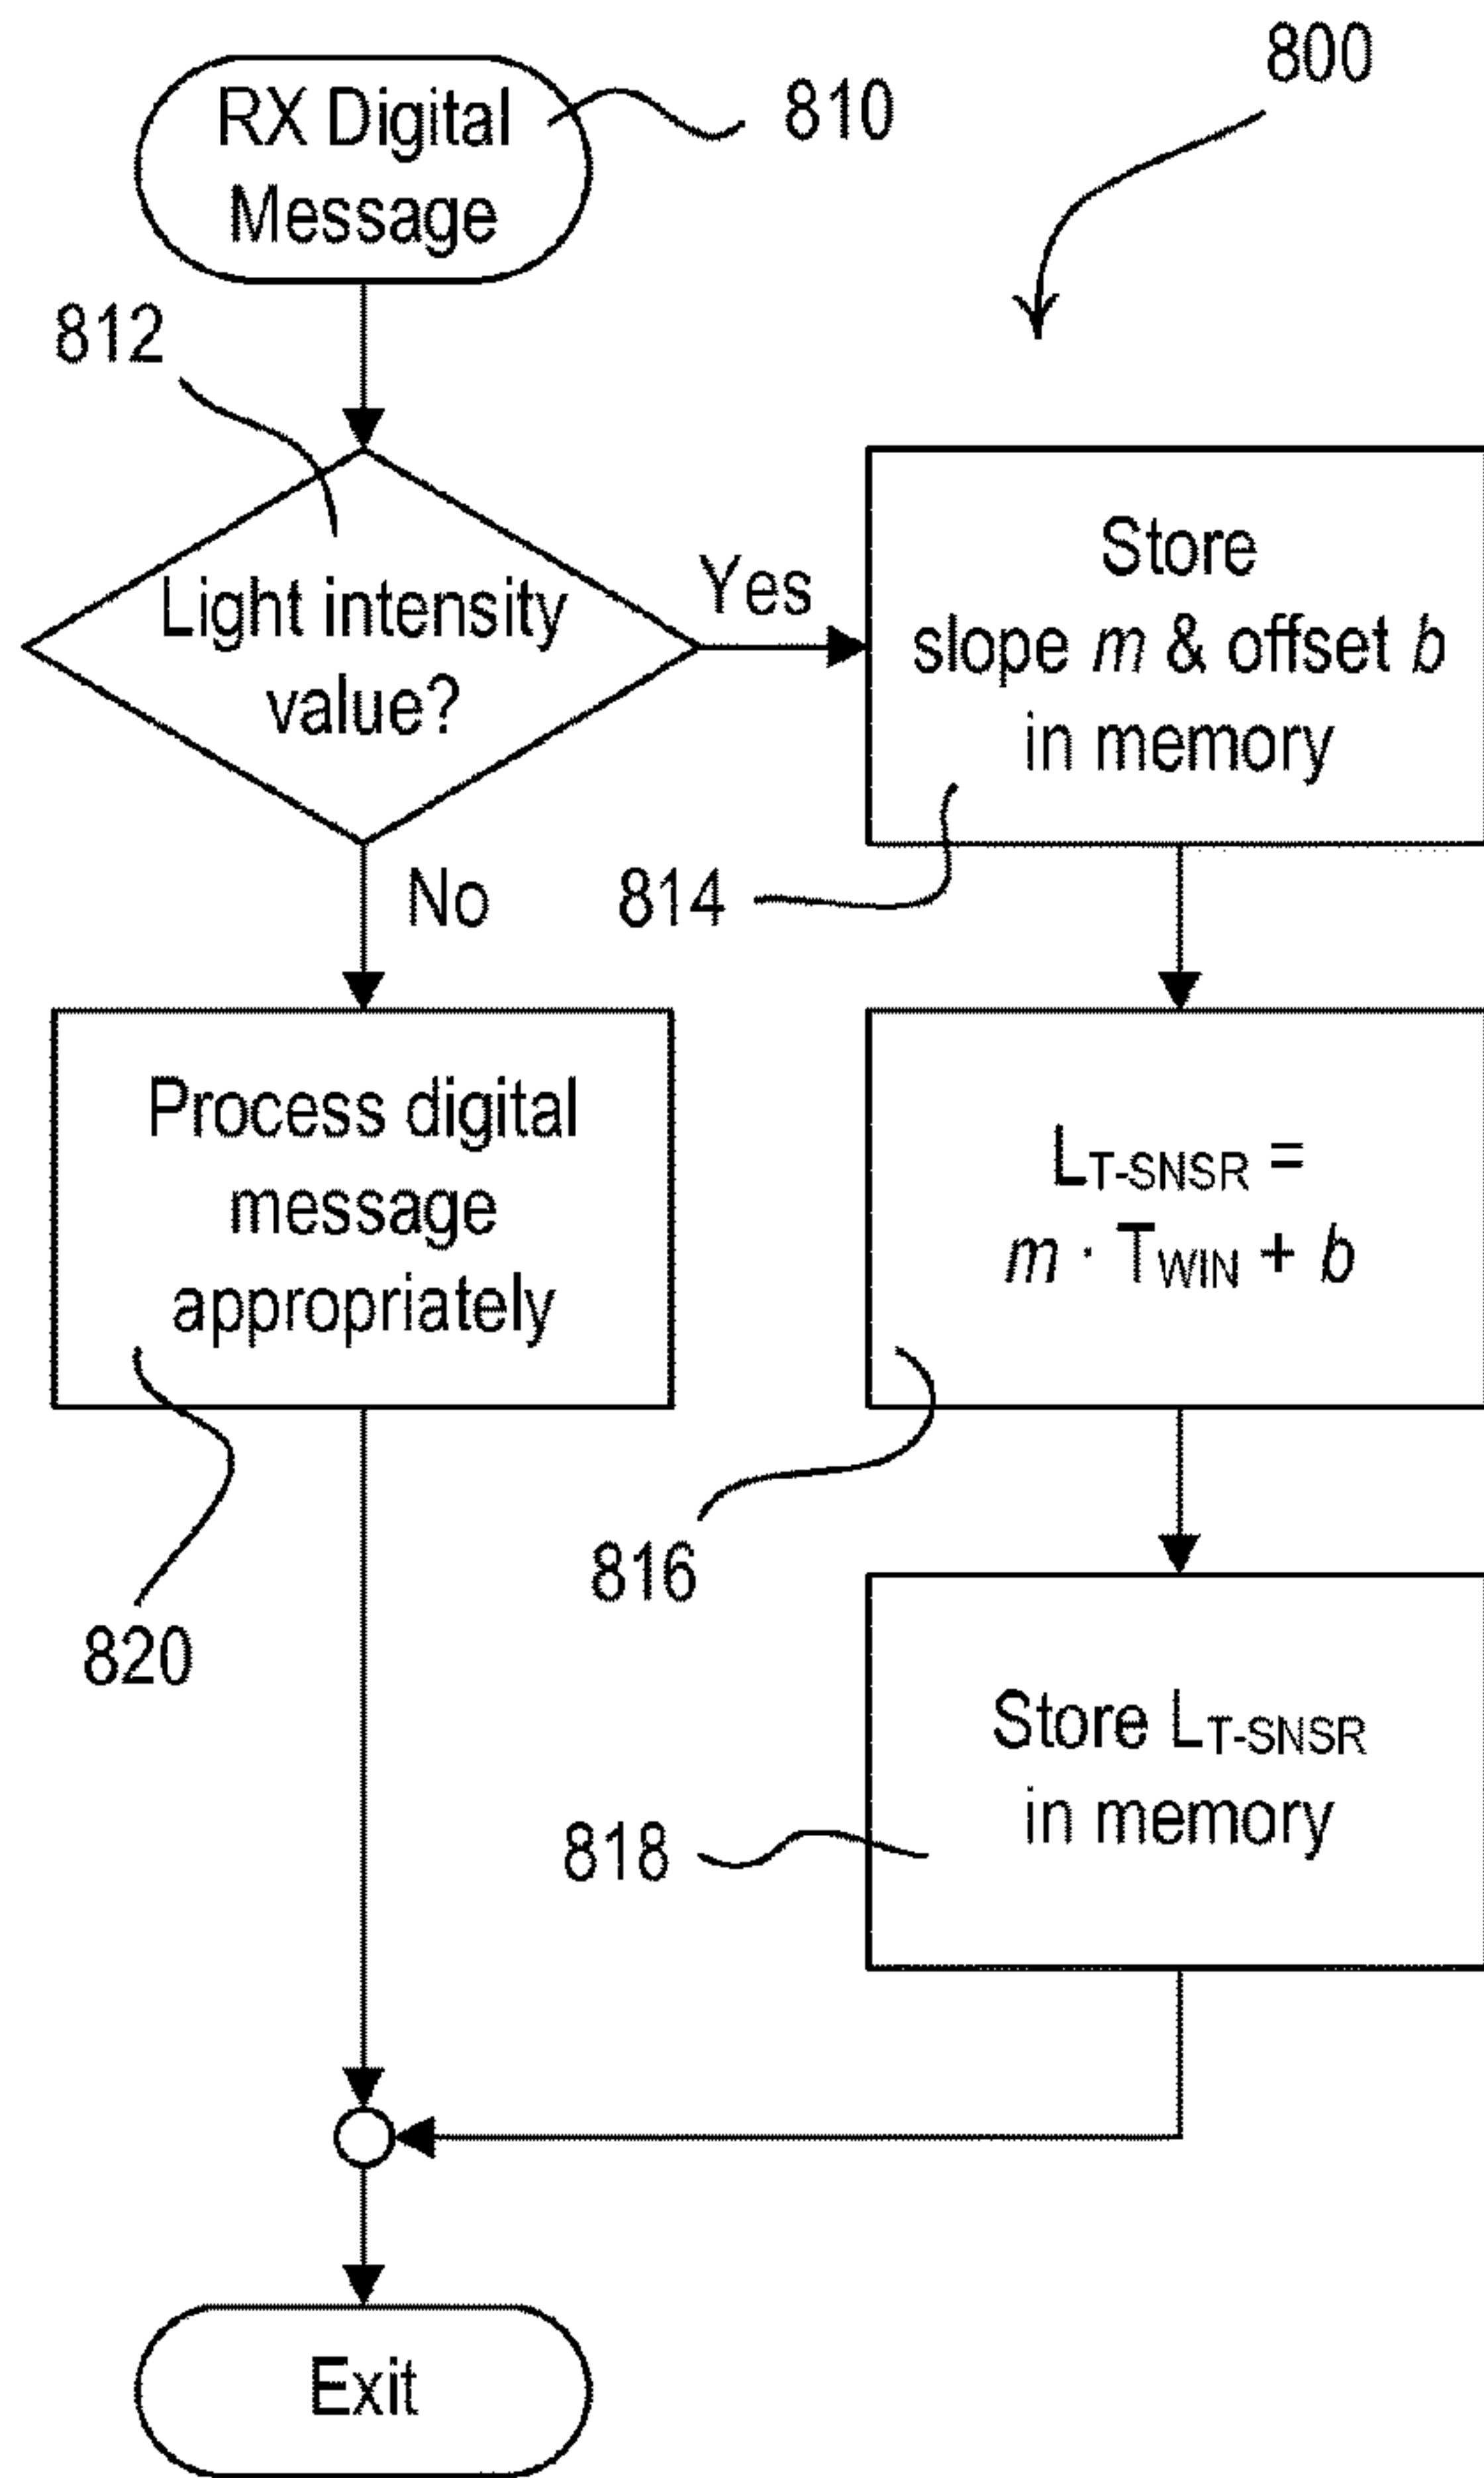 800
RX Digital
Message
810
812
Light intensity
value?
Yes
No
Store
slope m & offset b
in memory
814
Process digital
message
appropriately
820
LT-SNSR =
m · TWIN + b
816
Store LT-SNSR
in memory
818
Exit